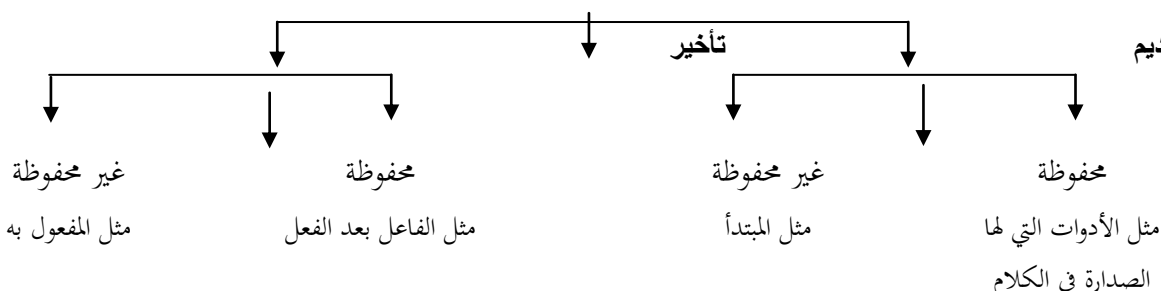 تأخير
محفوظة غير محفوظة محفوظة غير محفوظة
مثل الأدوات التي لها مثل المبتدأ مثل الفاعل بعد الفعل مثل المفعول به
الصدارة في الكلام